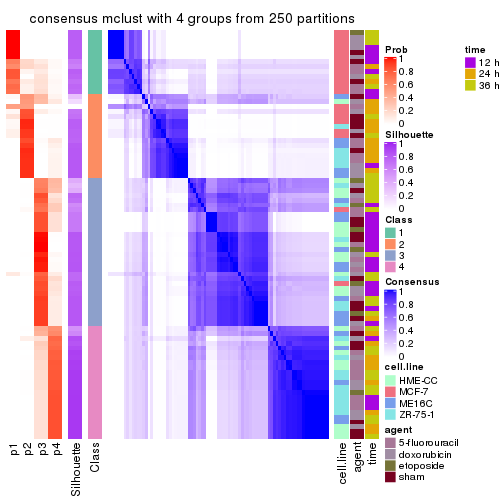 consensus mclust with 4 groups from 250 partitions
Prob
1
0.8
0.6
0.4
0.2
0
time
12 h
24 h
36 h
Silhouette
1
0.8
0.6
0.4
0.2
0
Class
1
2
3
4
Consensus
1
0.8
0.6
0.4
0.2
0
cell.line
HME-CC
MCF-7
ME16C
ZR-75-1
agent
5-fluorouracil
doxorubicin
etoposide
sham
p1
p2
p3
p4
Silhouette
Class
cell.line
agent
time